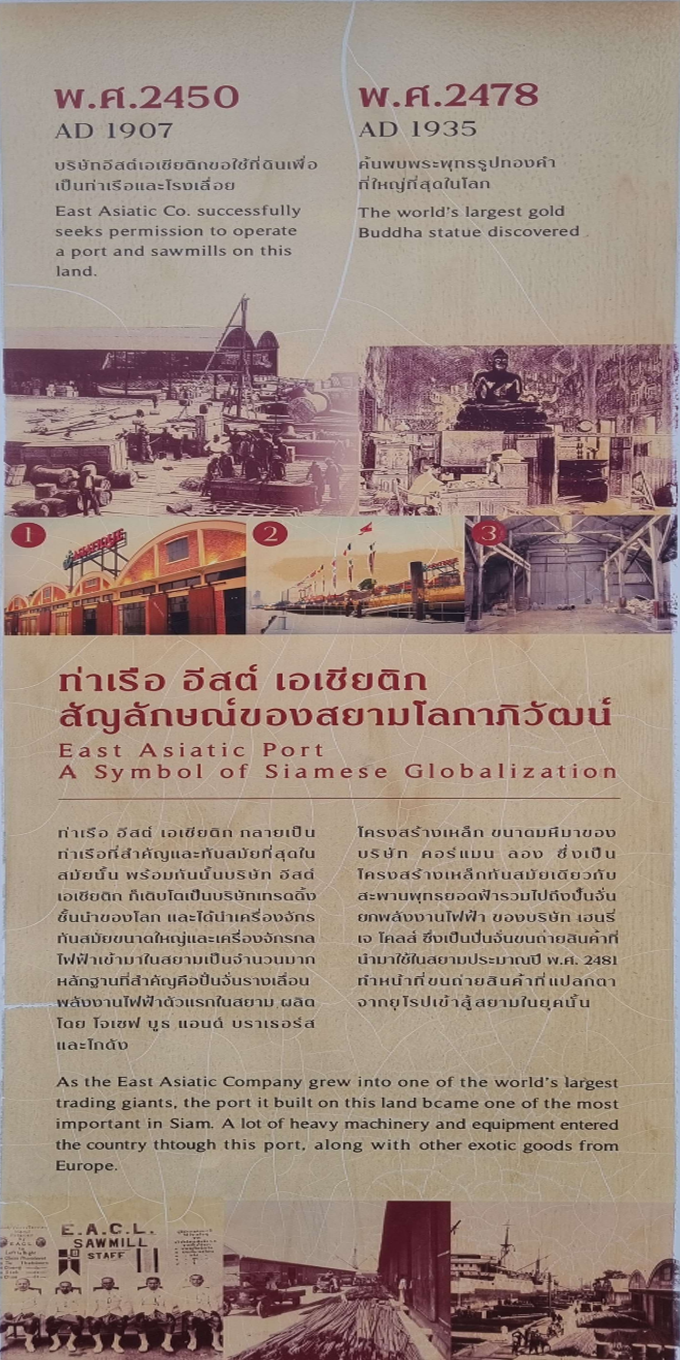 พ.ศ.2450
AD 1907
บริษัทอีสต์เอเซียติกขอใช้ที่ดินเพื่อ
เป็นท่าเรือและโรงเลื่อย
East Asiatic Co. successfully
seeks permission to operate
a port and sawmills on this
land.
พ.ศ.2478
AD 1935
ค้นพบพระพุทธรูปทองคำ
ที่ใหญ่ที่สุดในโลก
The world's largest gold
Buddha statue discovered
1
2
3
ท่าเรือ อีสต์ เอเชียติก
สัญลักษณ์ของสยามโลกาภิวัฒน์
East Asiatic Port
A Symbol of Siamese Globalization
ท่าเรือ อีสต์ เอเชียติก กลายเป็น
ท่าเรือที่สำคัญและทันสมัยที่สุดใน
สมัยนั้น พร้อมกันนั้นบริษัท อีสต์
เอเชียติก ก็เติบโตเป็นบริษัทเทรดดิ้ง
ชั้นนำของโลก และได้นำเครื่องจักร
ทันสมัยขนาดใหญ่และเครื่องจักรกล
ไฟฟ้าเข้ามาในสยามเป็นจำนวนมาก
หลักฐานที่สำคัญคือปั่นจั่นรางเลื่อน
พลังงานไฟฟ้าตัวแรกในสยาม ผลิต
โดย โจเซฟ บูธ แอนด์ บราเธอร์ส
และโกดัง
โครงสร้างเหล็ก ขนาดมหึมาของ
บริษัท คอร์แมน ลอง ซึ่งเป็น
โครงสร้างเหล็กทันสมัยเดียวกับ
สะพานพุทธยอดฟ้ารวมไปถึงปั้นจั่น
ยกพลังงานไฟฟ้า ของบริษัท เฮนรี่
เจ โคลส์ ซึ่งเป็นปั่นจั่นขนถ่ายสินค้าที่
นำมาใช้ในสยามประมาณปี พ.ศ. 2481
ทำหน้าที่ขนถ่ายสินค้าที่แปลกตา
จากยุโรปเข้าสู่สยามในยุคนั้น
As the East Asiatic Company grew into one of the world's largest
trading giants, the port it built on this land bcame one of the most
important in Siam. A lot of heavy machinery and equipment entered
the country thtough this port, along with other exotic goods from
Europe.
E.A.C.L.
SAWMILL
STAFF